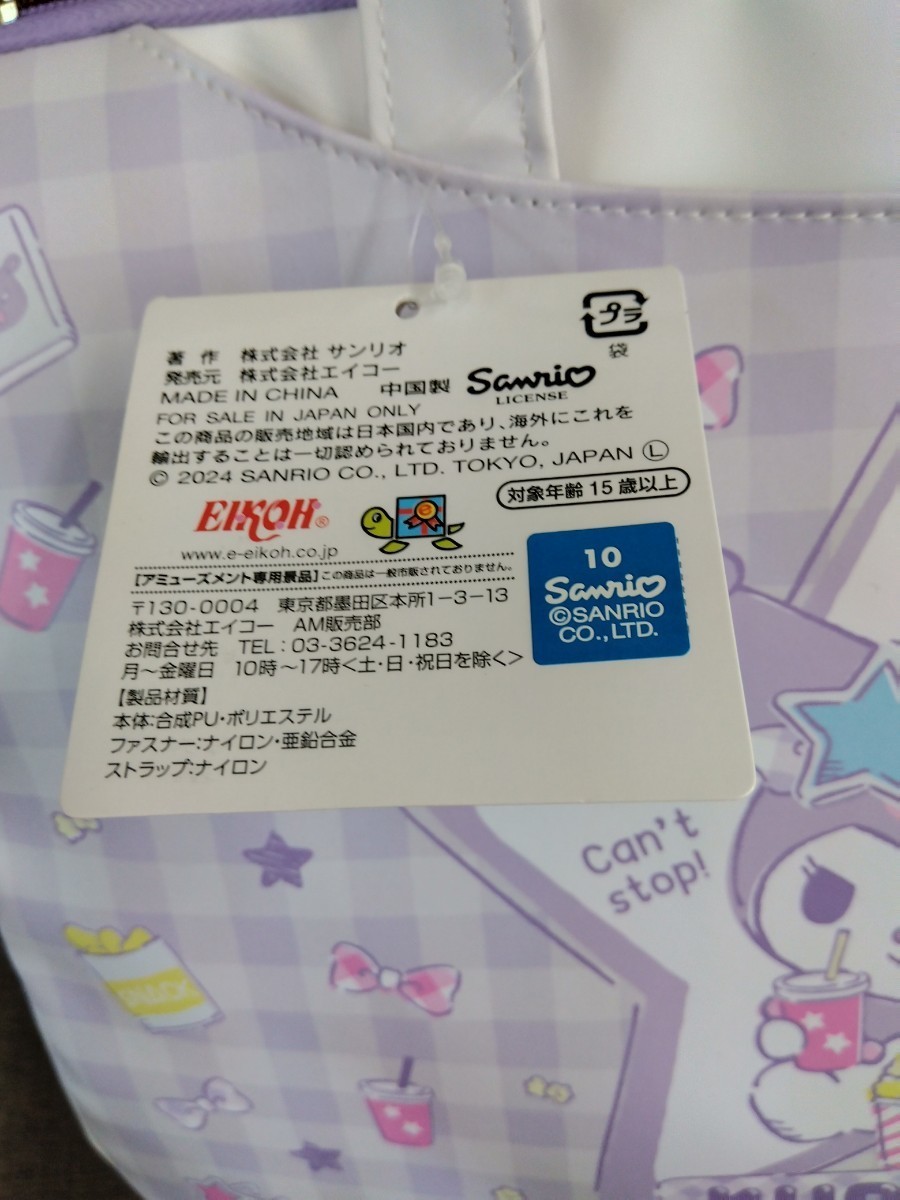 プラ
袋
著 作 株式会社 サンリオ
発売元 株式会社エイコー
MADE IN CHINA 中国製
Sanrio
LICENSE
FOR SALE IN JAPAN ONLY
この商品の販売地域は日本国内であり、海外にこれを
輸出することは一切認められておりません。
© 2024 SANRIO CO., LTD. TOKYO, JAPAN Ⓛ
対象年齢 15 歳以上
EIKOH®
e
www.e-eikoh.co.jp
【アミューズメント専用景品】この商品は一般市販されておりません。
〒130-0004 東京都墨田区本所1-3-13
株式会社エイコー AM販売部
お問合せ先 TEL：03-3624-1183
月～金曜日 10時～17時<土・日・祝日を除く>
10
Sanrio
©SANRIO
CO.,LTD.
【製品材質】
本体:合成PU・ポリエステル
ファスナー:ナイロン・亜鉛合金
ストラップ:ナイロン
Can't
stop!
SNACK